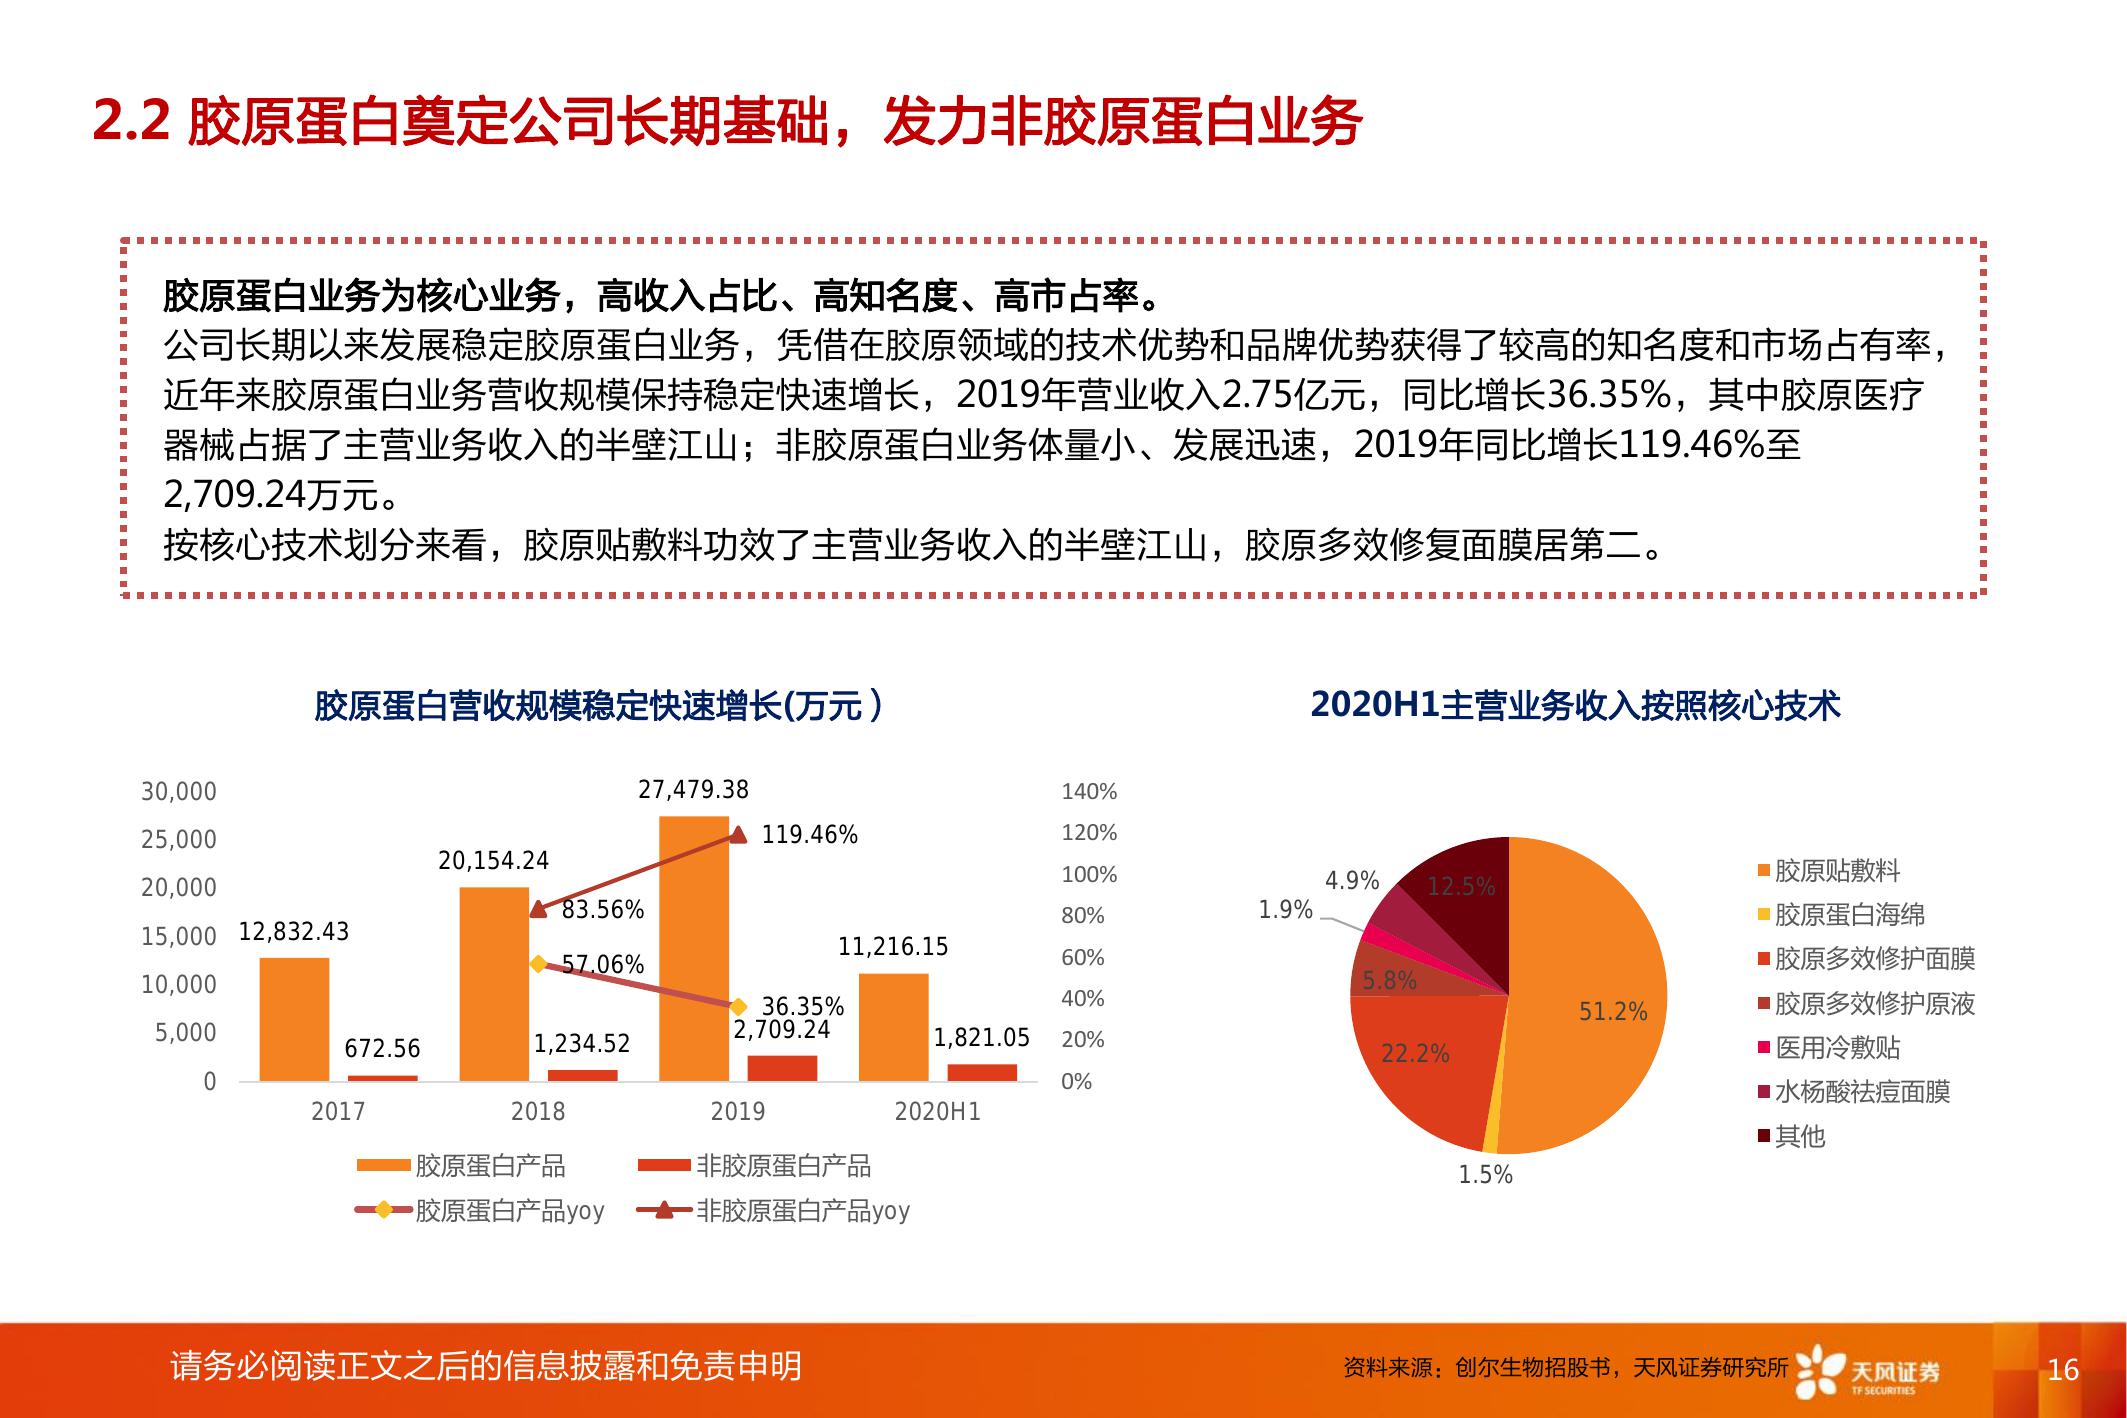 2.2 胶原蛋白奠定公司长期基础，发力非胶原蛋白业务
胶原蛋白业务为核心业务，高收入占比、高知名度、高市占率。
公司长期以来发展稳定胶原蛋白业务，凭借在胶原领域的技术优势和品牌优势获得了较高的知名度和市场占有率，
近年来胶原蛋白业务营收规模保持稳定快速增长，2019年营业收入2.75亿元，同比增长36.35%，其中胶原医疗
器械占据了主营业务收入的半壁江山；非胶原蛋白业务体量小、发展迅速，2019年同比增长119.46%至
2,709.24万元。
按核心技术划分来看，胶原贴敷料功效了主营业务收入的半壁江山，胶原多效修复面膜居第二。
胶原蛋白营收规模稳定快速增长(万元）
30,000
25,000
20,000
15,000
10,000
5,000
0
140%
120%
100%
80%
60%
40%
20%
0%
12,832.43
672.56
20,154.24
1,234.52
27,479.38
2,709.24
11,216.15
1,821.05
83.56%
119.46%
57.06%
36.35%
2017
2018
2019
2020H1
胶原蛋白产品
非胶原蛋白产品
胶原蛋白产品yoy
非胶原蛋白产品yoy
2020H1主营业务收入按照核心技术
51.2%
1.5%
22.2%
5.8%
1.9%
4.9%
12.5%
胶原贴敷料
胶原蛋白海绵
胶原多效修护面膜
胶原多效修护原液
医用冷敷贴
水杨酸祛痘面膜
其他
请务必阅读正文之后的信息披露和免责申明
资料来源：创尔生物招股书，天风证券研究所
天风证券
TF SECURITIES
16